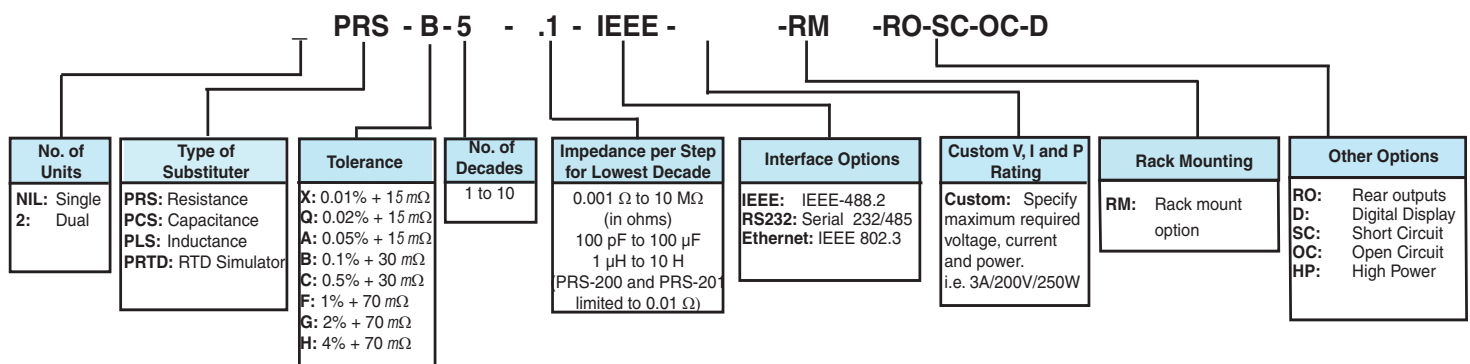 _ PRS - B - 5 - .1 - IEEE - -RM -RO-SC-OC-D
No. of
Units
NIL: Single
2: Dual
Type of
Substituter
PRS: Resistance
PCS: Capacitance
PLS: Inductance
PRTD: RTD Simulator
Tolerance
X: 0.01% + 15 mΩ
Q: 0.02% + 15 mΩ
A: 0.05% + 15 mΩ
B: 0.1% + 30 mΩ
C: 0.5% + 30 mΩ
F: 1% + 70 mΩ
G: 2% + 70 mΩ
H: 4% + 70 mΩ
No. of
Decades
1 to 10
Impedance per Step
for Lowest Decade
0.001 Ω to 10 MΩ
(in ohms)
100 pF to 100 µF
1 µH to 10 H
(PRS-200 and PRS-201
limited to 0.01 Ω)
Interface Options
IEEE: IEEE-488.2
RS232: Serial 232/485
Ethernet: IEEE 802.3
Custom V, I and P
Rating
Custom: Specify
maximum required
voltage, current
and power.
i.e. 3A/200V/250W
Rack Mounting
RM: Rack mount
option
Other Options
RO: Rear outputs
D: Digital Display
SC: Short Circuit
OC: Open Circuit
HP: High Power